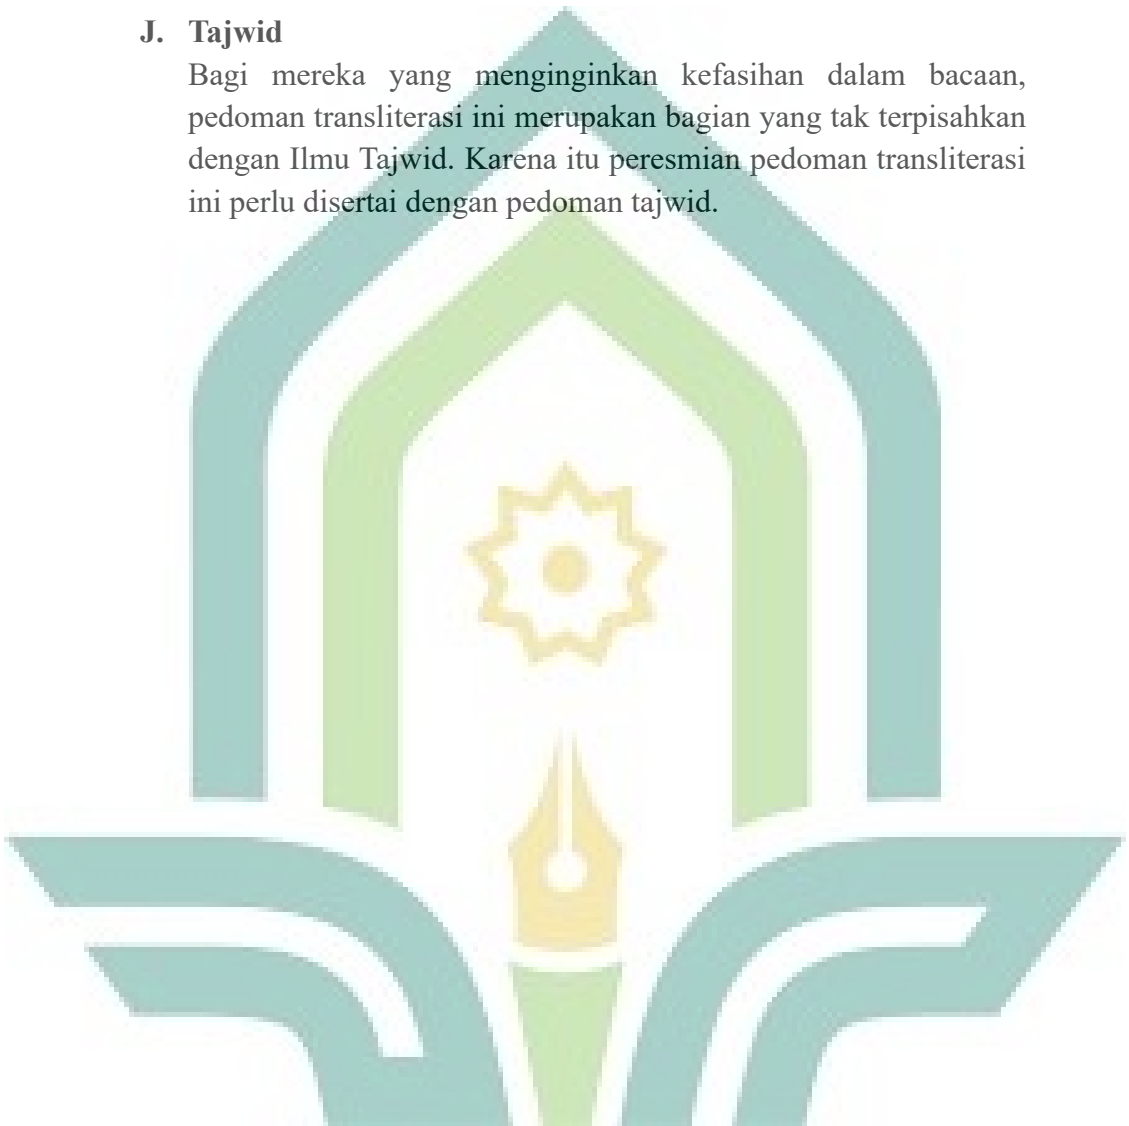 J. Tajwid
Bagi mereka yang menginginkan kefasihan dalam bacaan,
pedoman transliterasi ini merupakan bagian yang tak terpisahkan
dengan Ilmu Tajwid. Karena itu peresmian pedoman transliterasi
ini perlu disertai dengan pedoman tajwid.